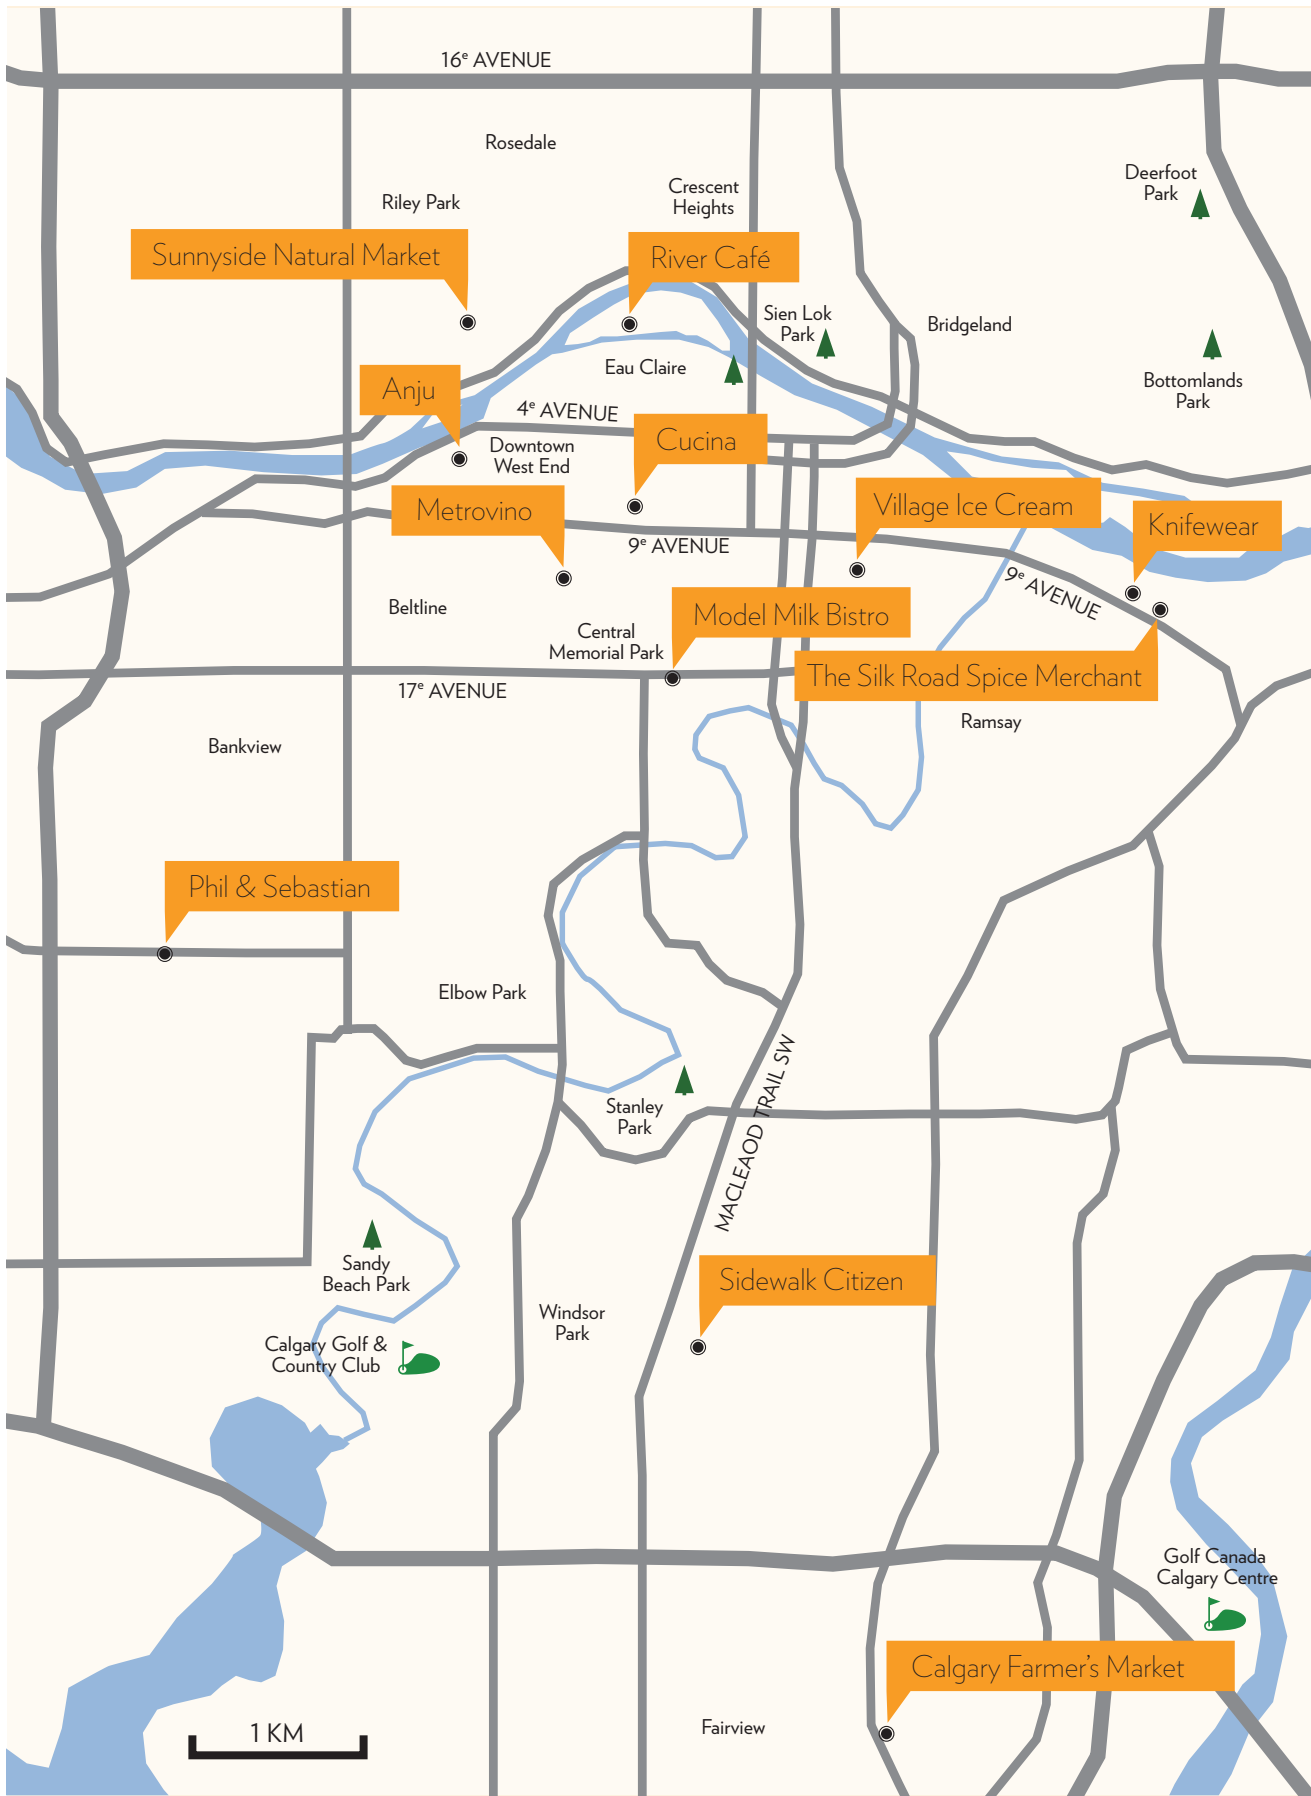 16e AVENUE
Rosedale
Deerfoot
Park
Crescent
Heights
Riley Park
Sunnyside Natural Market
River Café
Sien Lok
Park
Bridgeland
Eau Claire
Bottomlands
Park
Anju
4e AVENUE
Cucina
Downtown
West End
Metrovino
Village Ice Cream
Knifewear
9e AVENUE
9e AVENUE
Beltline
Model Milk Bistro
Central
Memorial Park
The Silk Road Spice Merchant
17e AVENUE
Ramsay
Bankview
Phil & Sebastian
Elbow Park
MACLEAOD TRAIL SW
Stanley
Park
Sandy
Beach Park
Sidewalk Citizen
Windsor
Park
Calgary Golf &
Country Club
Golf Canada
Calgary Centre
Calgary Farmer’s Market
Fairview
1 KM